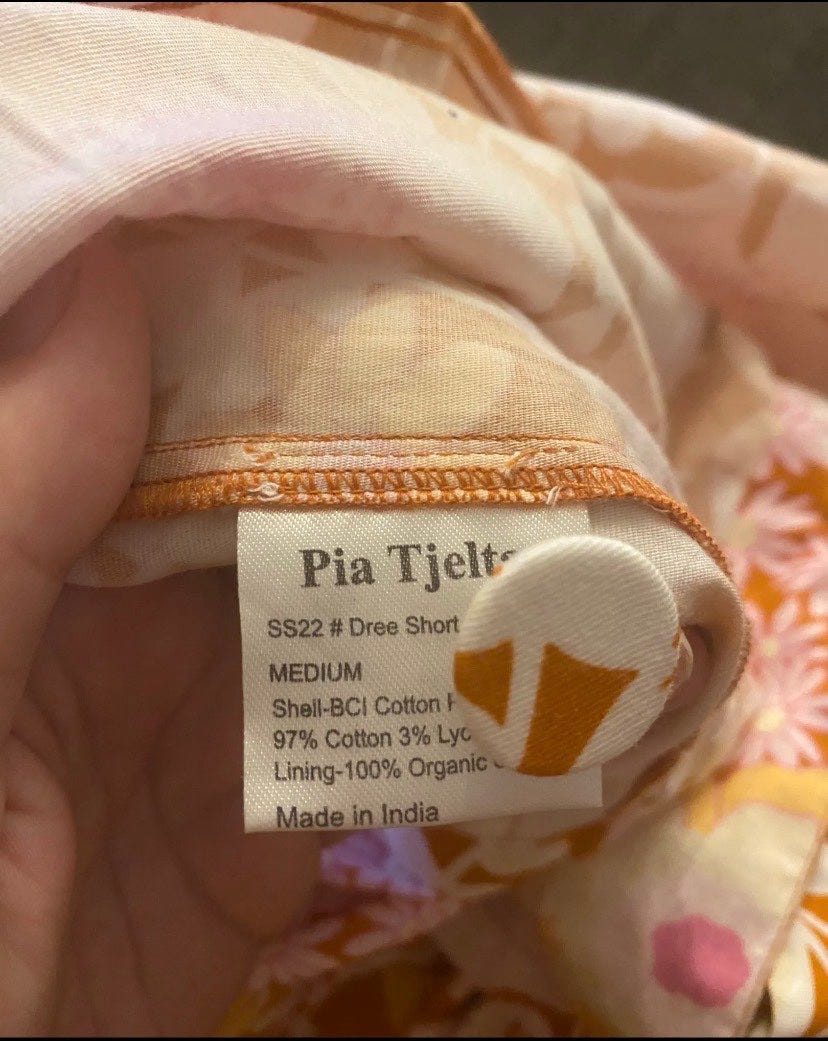 Pia Tjelt
SS22 # Dree Short
MEDIUM
Shell-BCI Cotton
97% Cotton 3% Lyc
Lining-100% Organic
Made in India